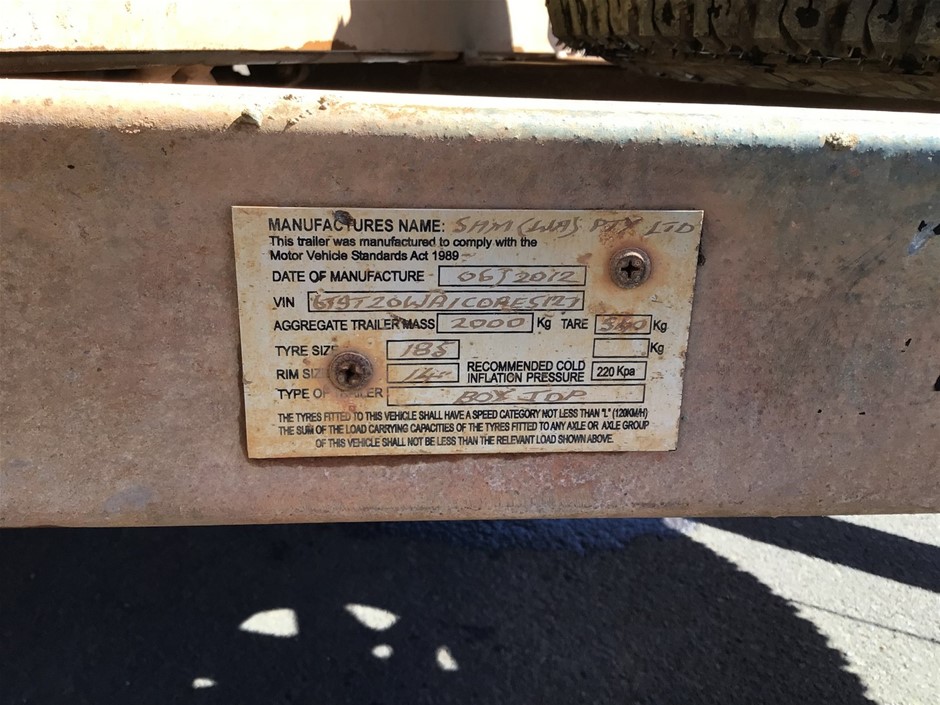 MANUFACTURES NAME: SAM (WA) PTY LTD
This trailer was manufactured to comply with the
Motor Vehicle Standards Act 1989
DATE OF MANUFACTURE 06/2012
VIN
AGGREGATE TRAILER MASS 2000 Kg TARE 540 Kg
TYRE SIZE 185 Kg
RIM SIZE 14" RECOMMENDED COLD INFLATION PRESSURE 220 Kpa
TYPE OF TRAILER BOX TOP
THE TYRES FITTED TO THIS VEHICLE SHALL HAVE A SPEED CATEGORY NOT LESS THAN "L" (120KM/H)
THE SUM OF THE LOAD CARRYING CAPACITIES OF THE TYRES FITTED TO ANY AXLE OR AXLE GROUP
OF THIS VEHICLE SHALL NOT BE LESS THAN THE RELEVANT LOAD SHOWN ABOVE.